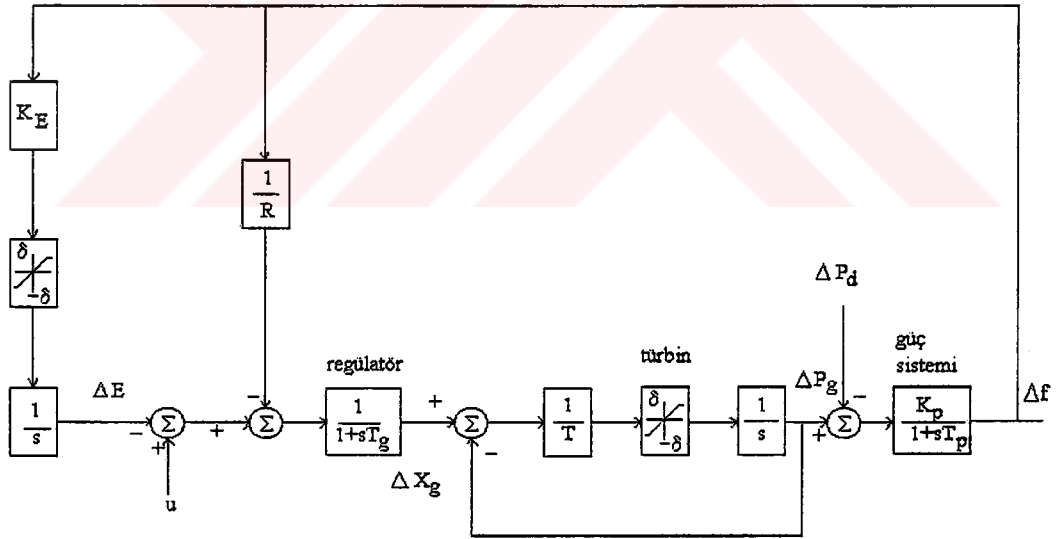 K_E
1
R
δ
-δ
ΔP_d
regülatör
türbin
güç
sistemi
ΔE
1
s
-
-
Σ
+
u
+
-
Σ
1
1+sT_g
ΔX_g
+
Σ
-
1
T
δ
-δ
1
s
ΔP_g
+
-
Σ
K_p
1+sT_p
Δf